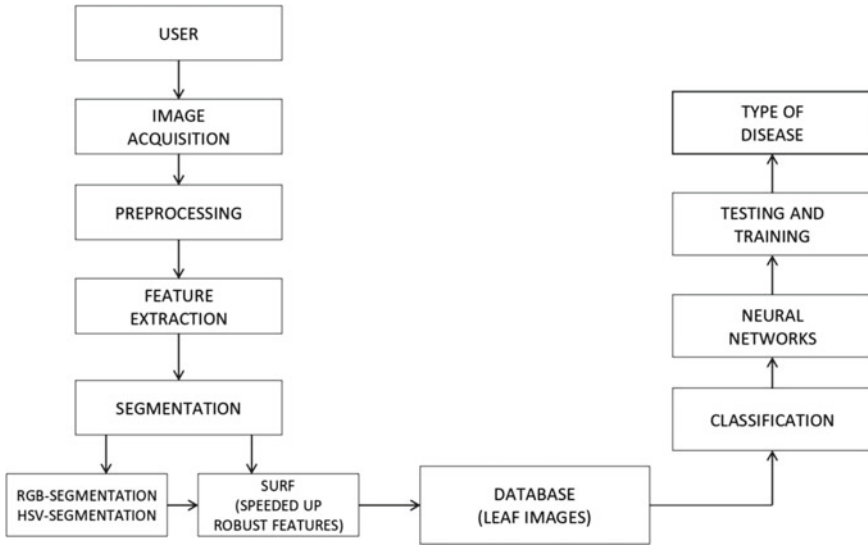 USER
IMAGE
ACQUISITION
PREPROCESSING
FEATURE
EXTRACTION
SEGMENTATION
RGB-SEGMENTATION
HSV-SEGMENTATION
SURF
(SPEEDED UP
ROBUST FEATURES)
DATABASE
(LEAF IMAGES)
CLASSIFICATION
NEURAL
NETWORKS
TESTING AND
TRAINING
TYPE OF
DISEASE